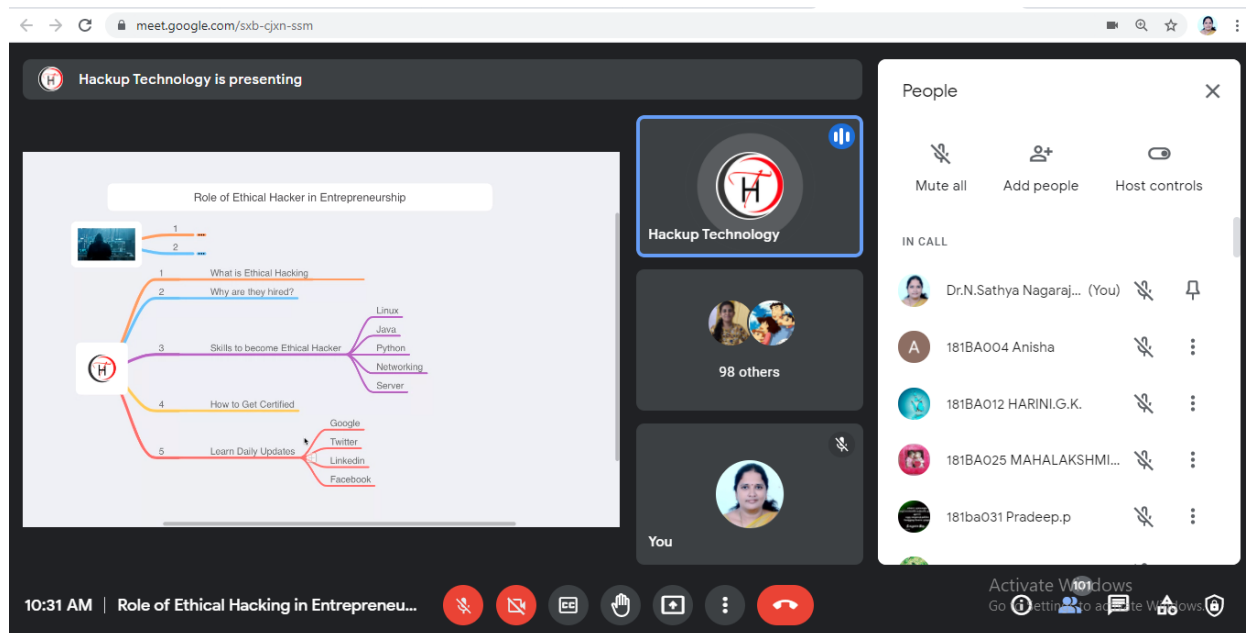 meet.google.com/sxb-cjxn-ssm
Hackup Technology is presenting
Role of Ethical Hacker in Entrepreneurship
1
2
1 What is Ethical Hacking
2 Why are they hired?
3 Skills to become Ethical Hacker
Linux
Java
Python
Networking
Server
4 How to Get Certified
5 Learn Daily Updates
Google
Twitter
Linkedin
Facebook
H
Hackup Technology
98 others
You
People
Mute all
Add people
Host controls
IN CALL
Dr.N.Sathya Nagaraj... (You)
A
181BA004 Anisha
181BA012 HARINI.G.K.
181BA025 MAHALAKSHMI...
181ba031 Pradeep.p
10:31 AM | Role of Ethical Hacking in Entrepreneu...
CC
101
Activate Windows
Go to